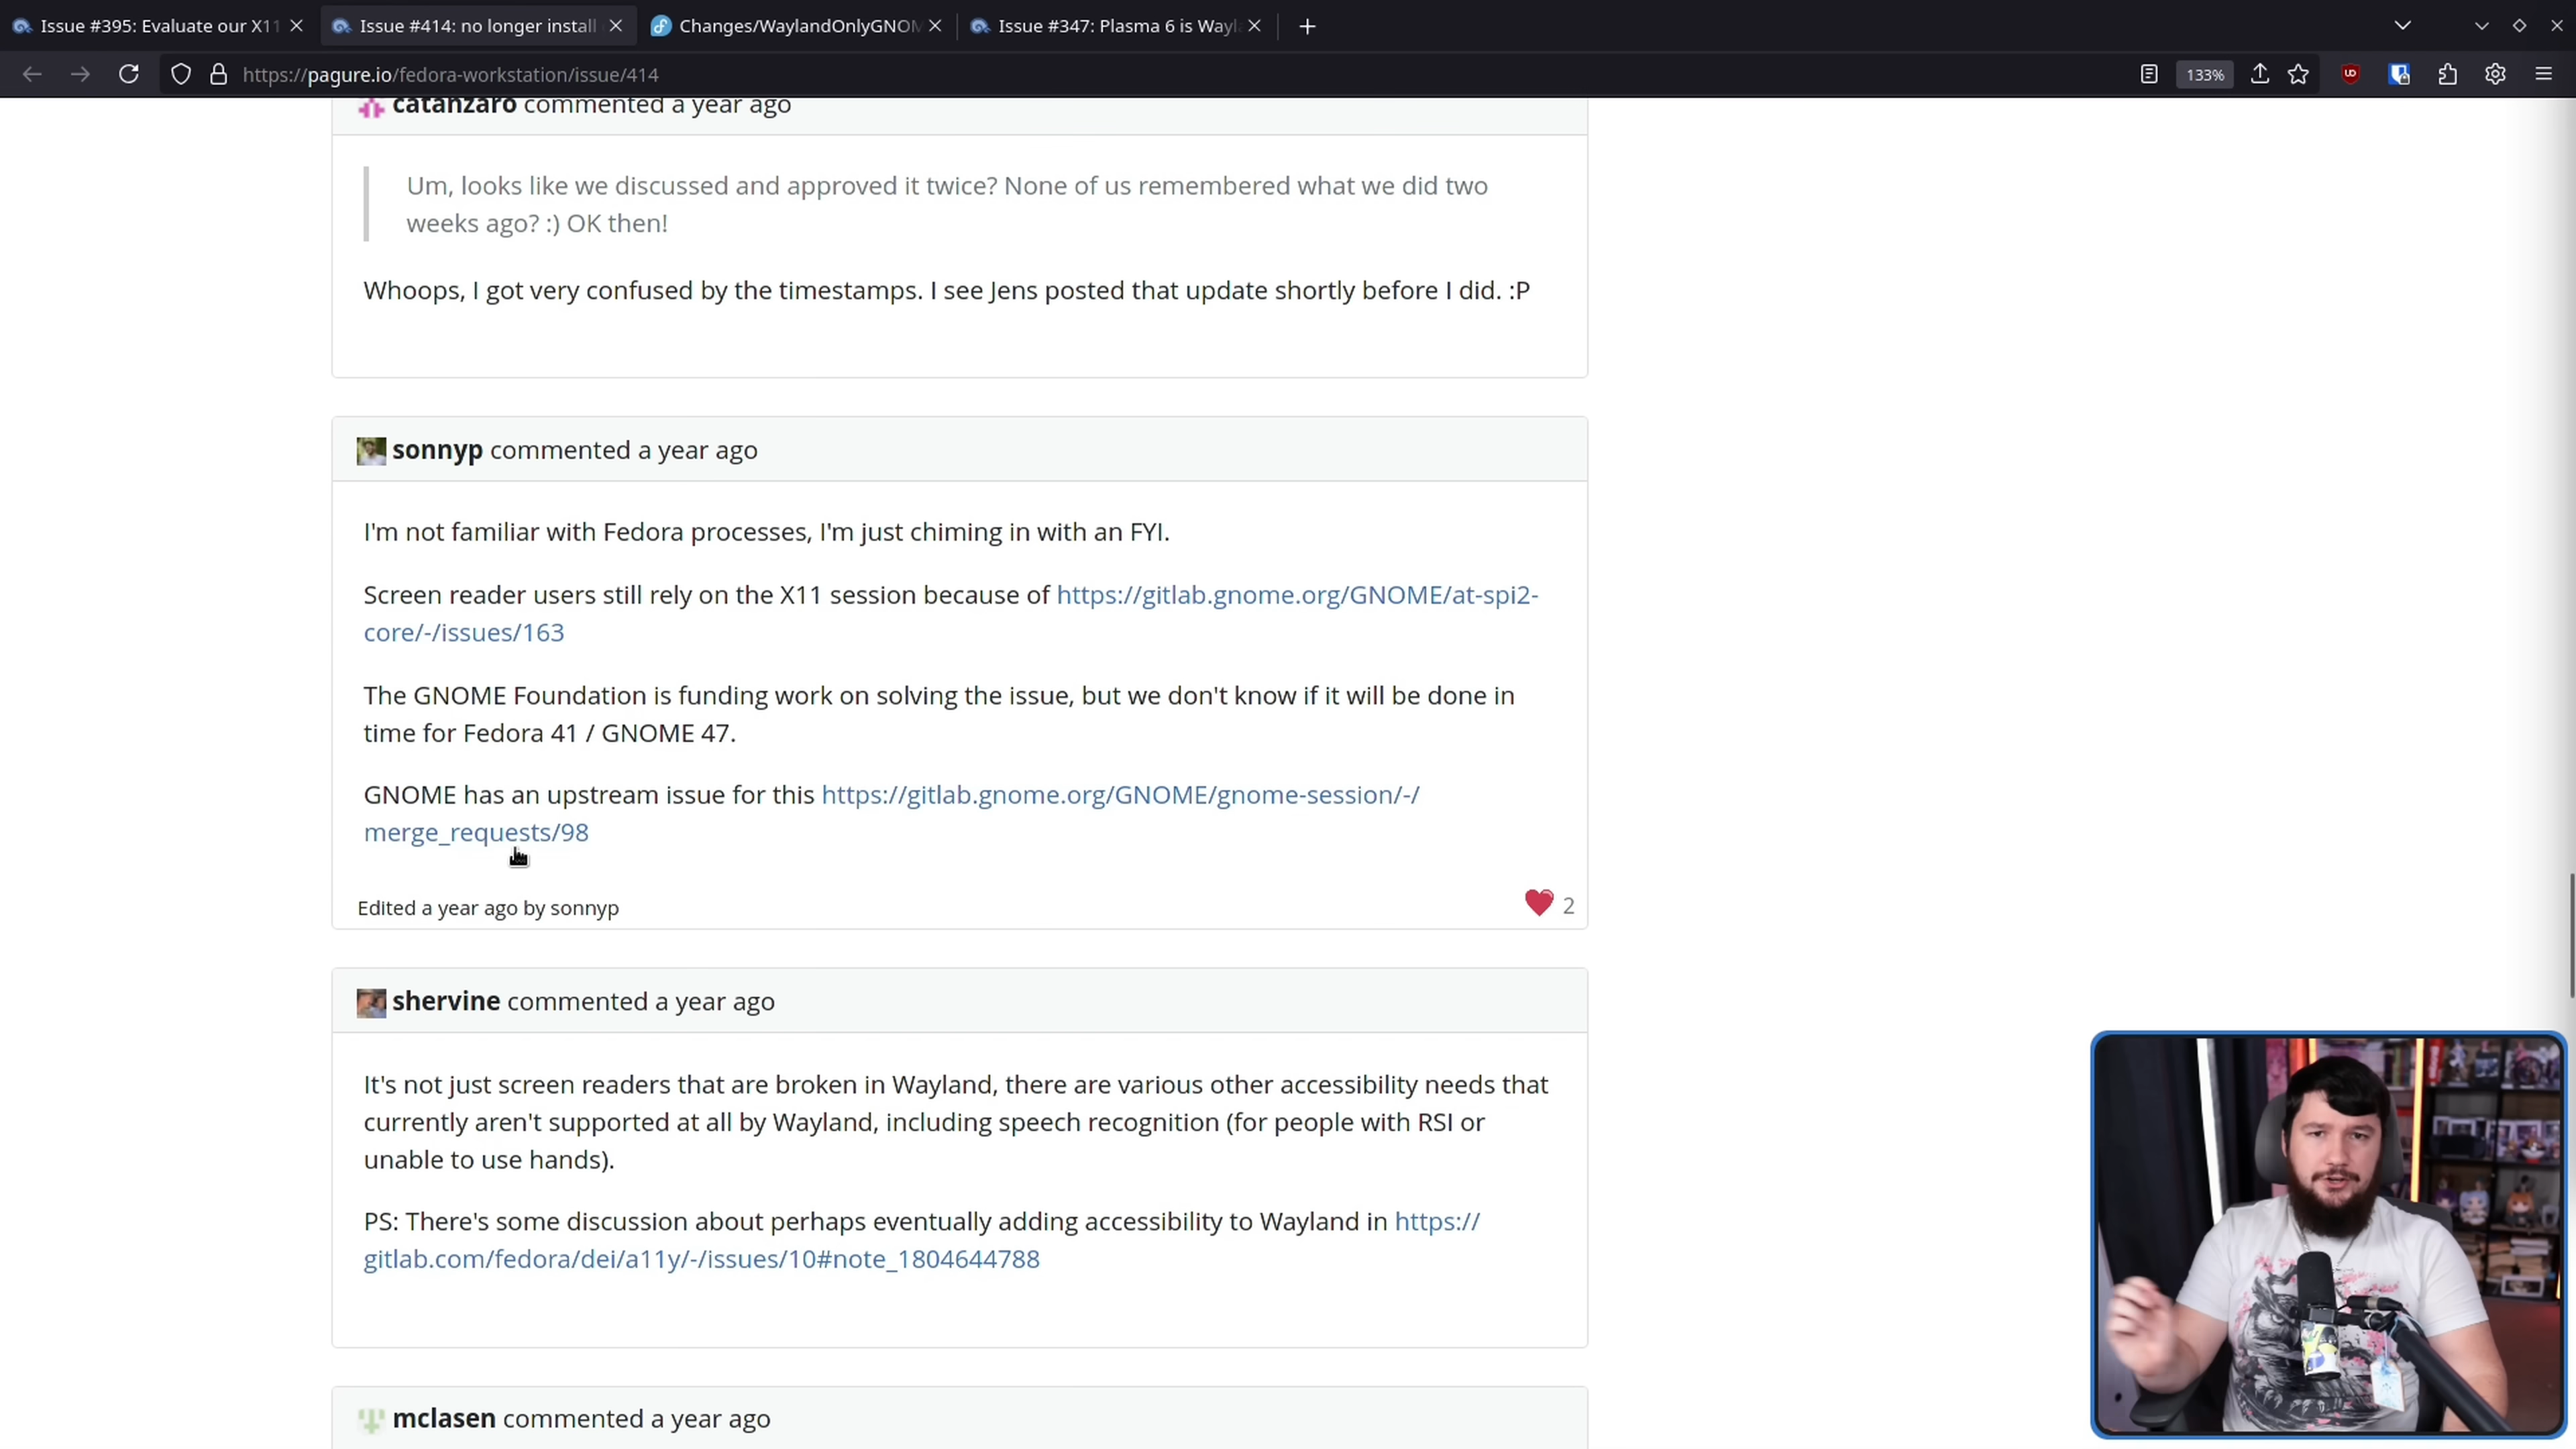 Issue #395: Evaluate our X11
Issue #414: no longer install
Changes/WaylandOnlyGNOM
Issue #347: Plasma 6 is Wayl
https://pagure.io/fedora-workstation/issue/414
133%
catanzaro commented a year ago
Um, looks like we discussed and approved it twice? None of us remembered what we did two
weeks ago? :) OK then!
Whoops, I got very confused by the timestamps. I see Jens posted that update shortly before I did. :P
sonnyp commented a year ago
I'm not familiar with Fedora processes, I'm just chiming in with an FYI.
Screen reader users still rely on the X11 session because of https://gitlab.gnome.org/GNOME/at-spi2-
core/-/issues/163
The GNOME Foundation is funding work on solving the issue, but we don't know if it will be done in
time for Fedora 41 / GNOME 47.
GNOME has an upstream issue for this https://gitlab.gnome.org/GNOME/gnome-session/-/
merge_requests/98
Edited a year ago by sonnyp
2
shervine commented a year ago
It's not just screen readers that are broken in Wayland, there are various other accessibility needs that
currently aren't supported at all by Wayland, including speech recognition (for people with RSI or
unable to use hands).
PS: There's some discussion about perhaps eventually adding accessibility to Wayland in https://
gitlab.com/fedora/dei/a11y/-/issues/10#note_1804644788
mclasen commented a year ago